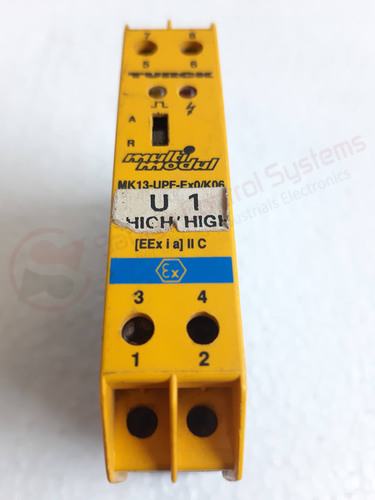 7 8
5 6
TURCK
A
R
multi
modul
MK13-UPF-Ex0/K06
U 1
HIGH/HIGH
[EEx i a] II C
Ex
3 4
1 2